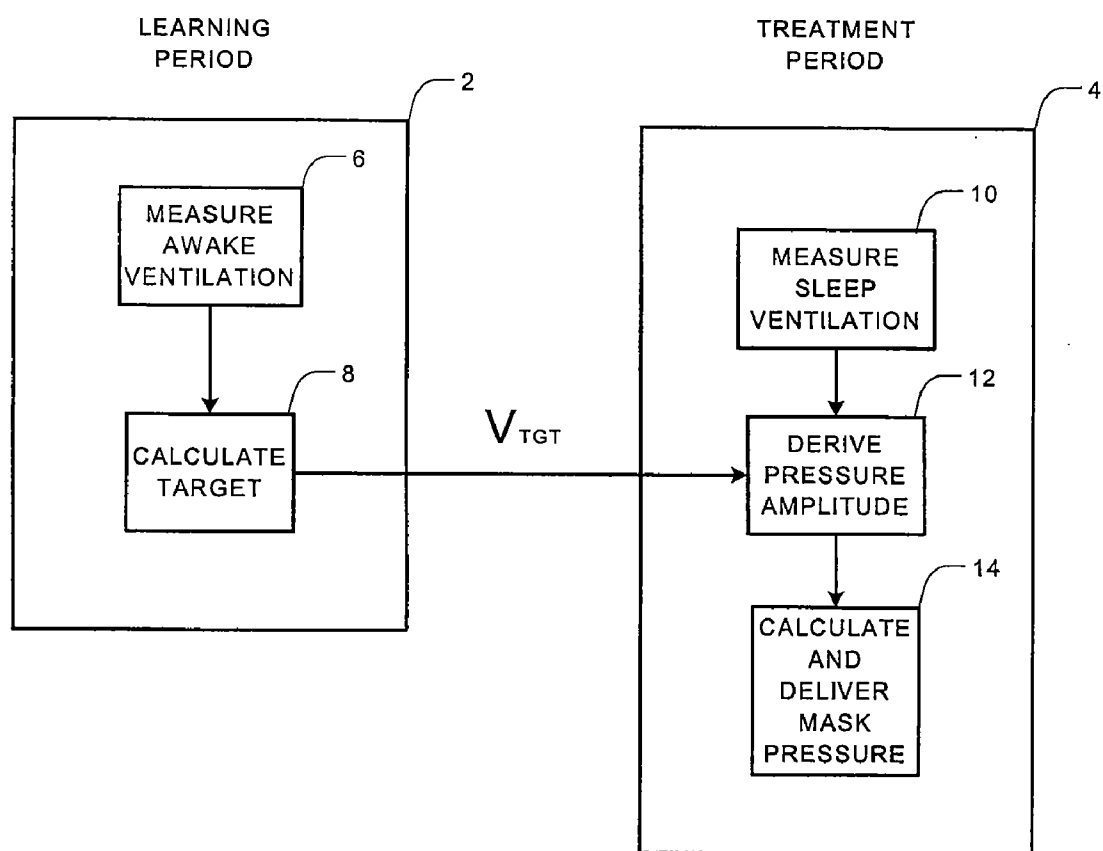 LEARNING
PERIOD
2
6
MEASURE
AWAKE
VENTILATION
8
CALCULATE
TARGET
VTGT
TREATMENT
PERIOD
4
10
MEASURE
SLEEP
VENTILATION
12
DERIVE
PRESSURE
AMPLITUDE
14
CALCULATE
AND
DELIVER
MASK
PRESSURE